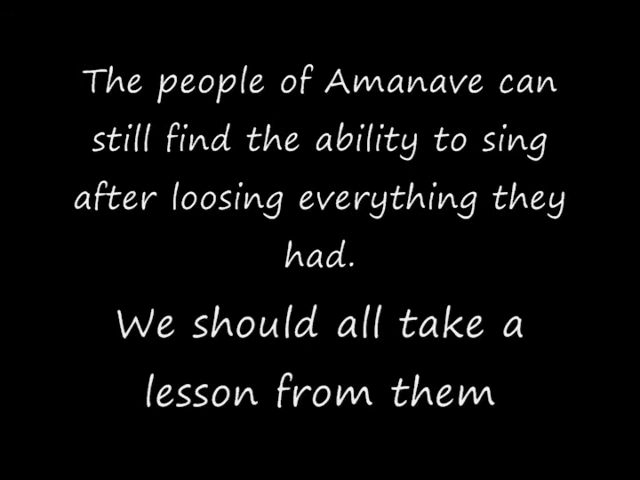 The people of Amanave can
still find the ability to sing
after loosing everything they
had.
We should all take a
lesson from them